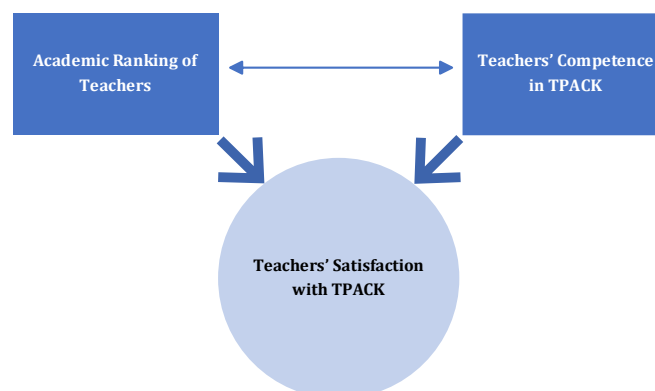 Academic Ranking of
Teachers
Teachers’ Competence
in TPACK
Teachers’ Satisfaction
with TPACK